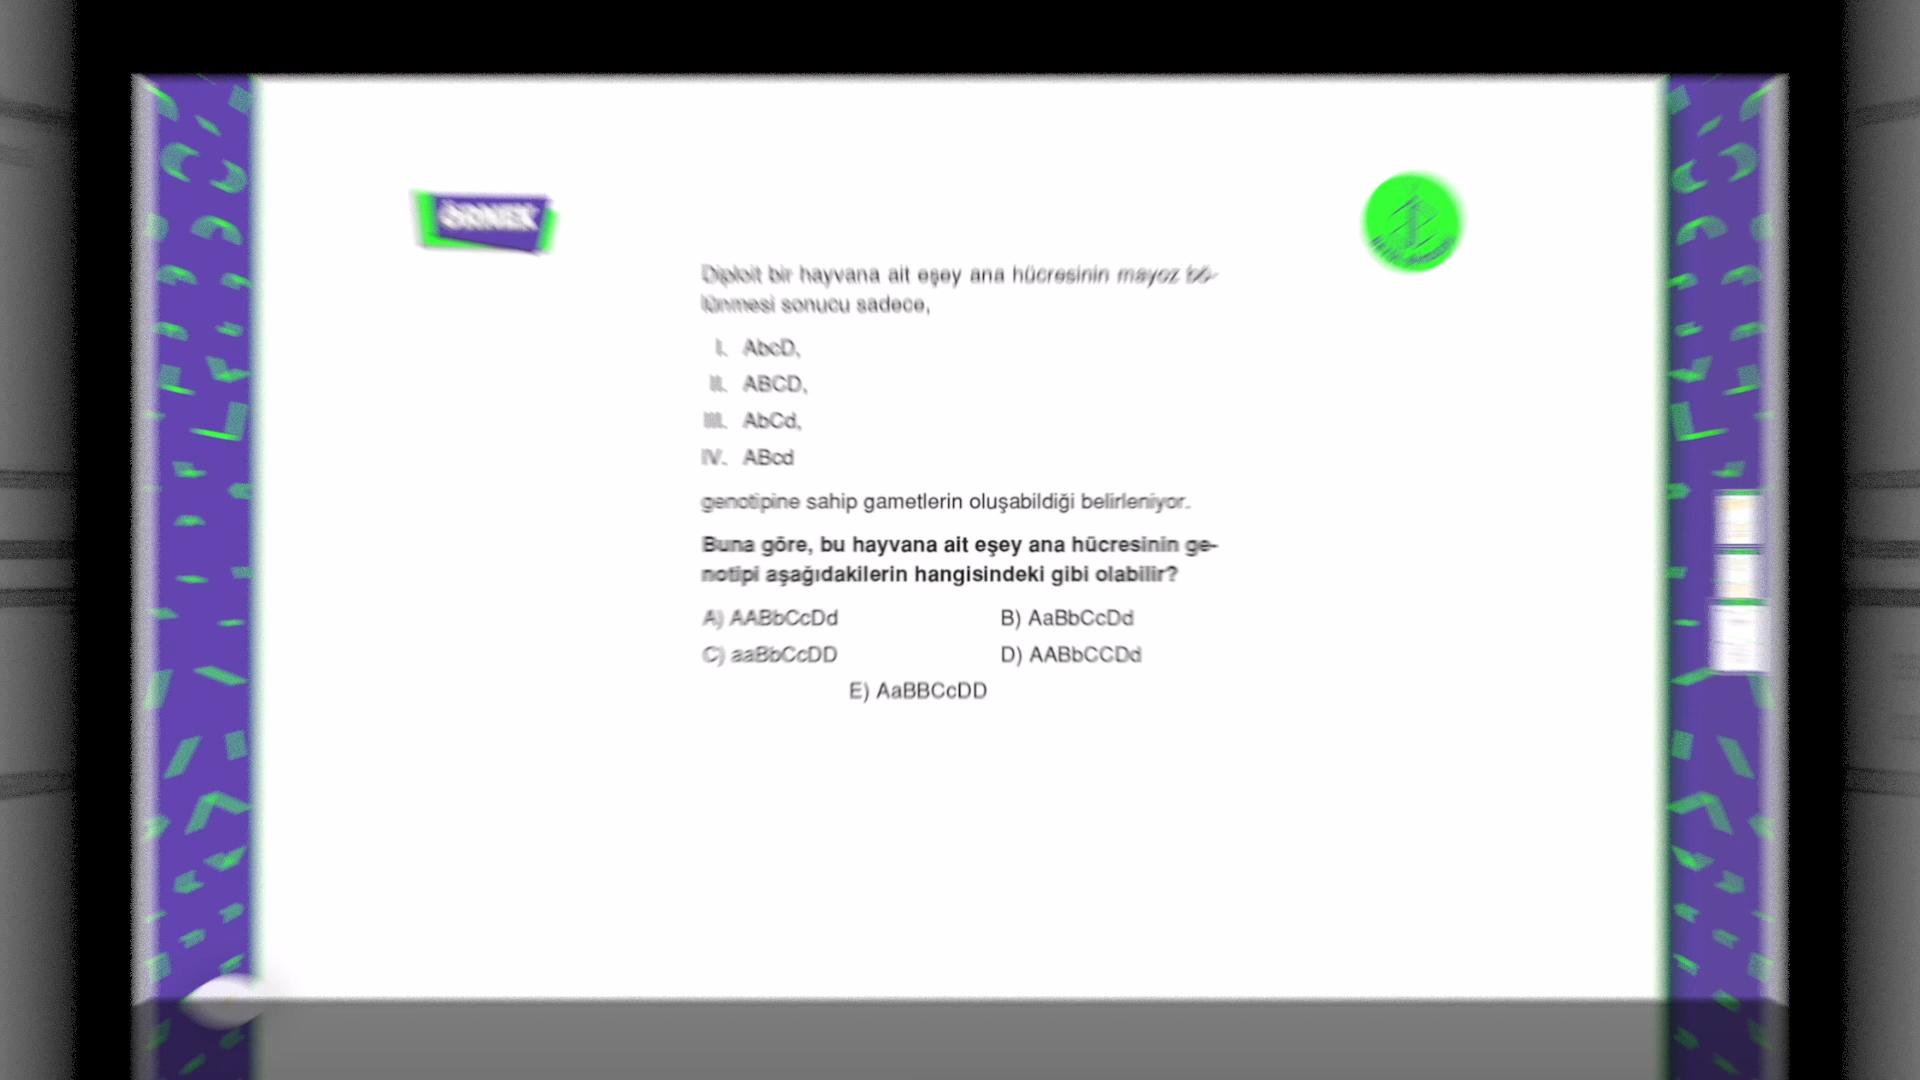 ÖRNEK
Diploit bir hayvana ait eşey ana hücresinin mayoz bö-
lünmesi sonucu sadece,
I. AbcD,
II. ABCD,
III. AbCd,
IV. ABcd
genotipine sahip gametlerin oluşabildiği belirleniyor.
Buna göre, bu hayvana ait eşey ana hücresinin ge-
notipi aşağıdakilerin hangisindeki gibi olabilir?
A) AABbCcDd
B) AaBbCcDd
C) aaBbCcDD
D) AABbCCDd
E) AaBBCcDD